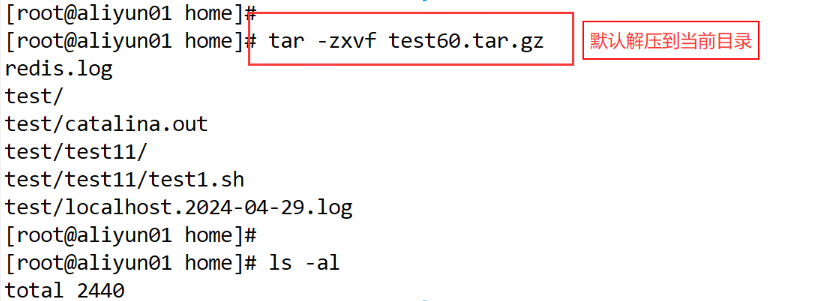 [root@aliyun01 home]#
[root@aliyun01 home]# tar -zxvf test60.tar.gz 默认解压到当前目录
redis.log
test/
test/catalina.out
test/test11/
test/test11/test1.sh
test/localhost.2024-04-29.log
[root@aliyun01 home]#
[root@aliyun01 home]# ls -al
total 2440